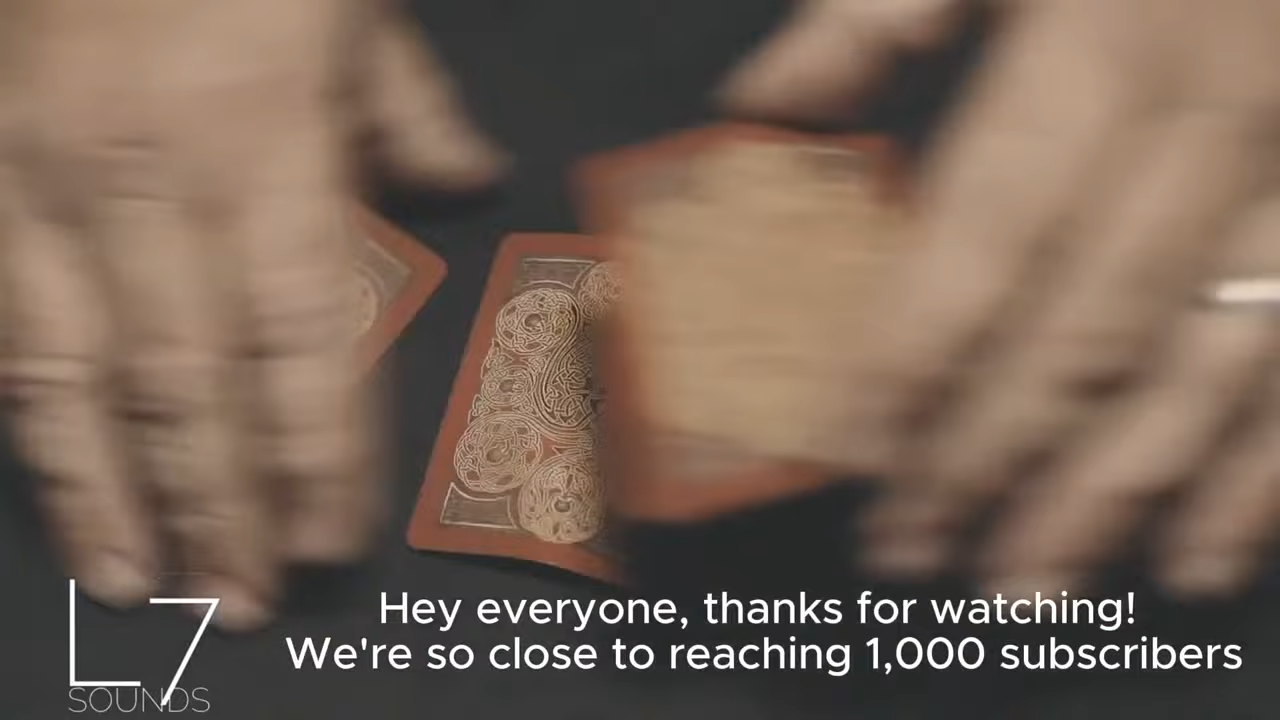 Hey everyone, thanks for watching!
We're so close to reaching 1,000 subscribers
L7
SOUNDS